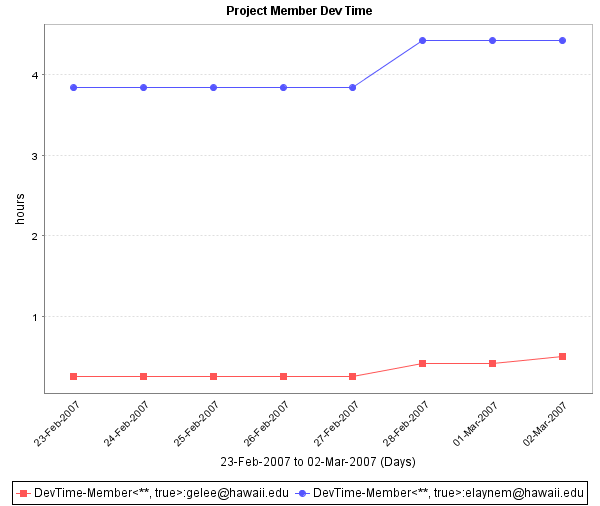 Project Member Dev Time
4
3
2
1
hours
23-Feb-2007
24-Feb-2007
25-Feb-2007
26-Feb-2007
27-Feb-2007
28-Feb-2007
01-Mar-2007
02-Mar-2007
23-Feb-2007 to 02-Mar-2007 (Days)
DevTime-Member<**, true>:gelee@hawaii.edu DevTime-Member<**, true>:elaynem@hawaii.edu